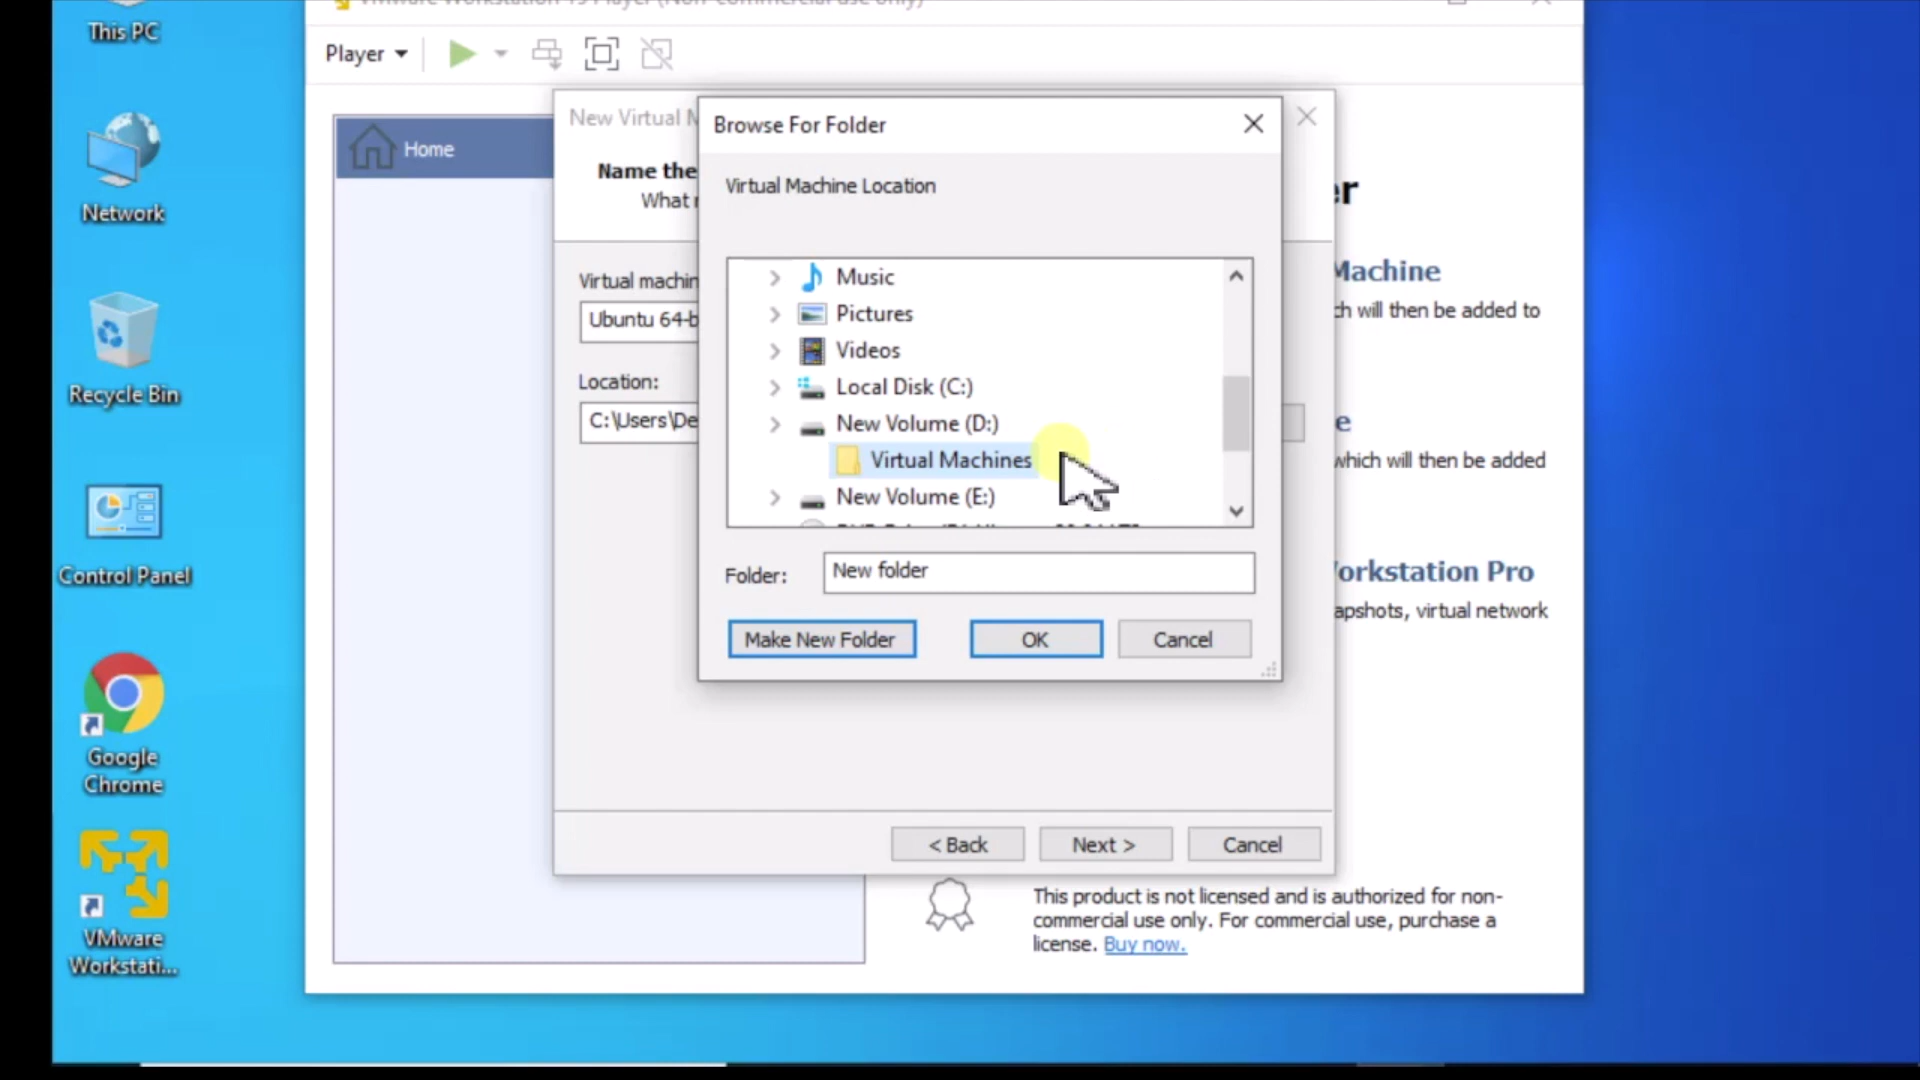 This PC
Network
Recycle Bin
Control Panel
Google
Chrome
VMware
Workstati...
Player
Home
New Virtual M
Name the
What
Virtual machin
Ubuntu 64-b
Location:
C:\Users\De
Browse For Folder
Virtual Machine Location
Music
Pictures
Videos
Local Disk (C:)
New Volume (D:)
Virtual Machines
New Volume (E:)
Folder:
New folder
Make New Folder
OK
Cancel
< Back
Next >
Cancel
er
Machine
ch will then be added to
e
which will then be added
Workstation Pro
apshots, virtual network
This product is not licensed and is authorized for non-
commercial use only. For commercial use, purchase a
license. Buy now.